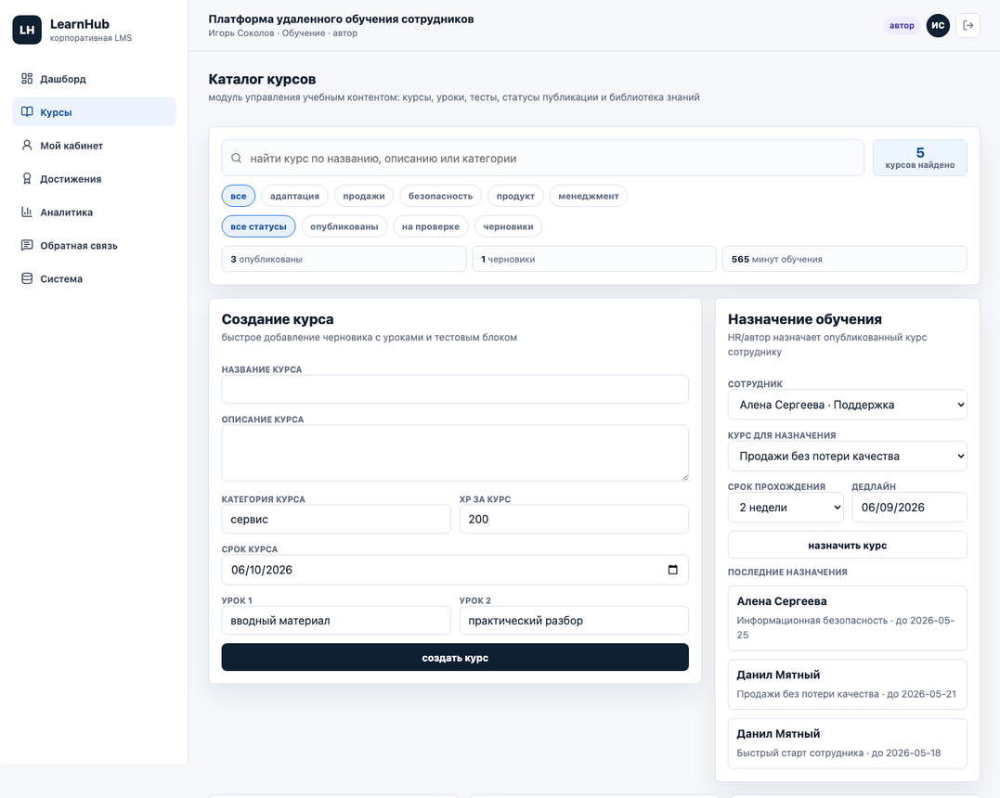 LH
LearnHub
корпоративная LMS
Дашборд
Курсы
Мой кабинет
Достижения
Аналитика
Обратная связь
Система
Платформа удаленного обучения сотрудников
Игорь Соколов · Обучение · автор
автор
ИС
Каталог курсов
модуль управления учебным контентом: курсы, уроки, тесты, статусы публикации и библиотека знаний
найти курс по названию, описанию или категории
5
курсов найдено
все
адаптация
продажи
безопасность
продукт
менеджмент
все статусы
опубликованы
на проверке
черновики
3 опубликованы
1 черновики
565 минут обучения
Создание курса
быстрое добавление черновика с уроками и тестовым блоком
НАЗВАНИЕ КУРСА
ОПИСАНИЕ КУРСА
КАТЕГОРИЯ КУРСА
XP ЗА КУРС
сервис
200
СРОК КУРСА
06/10/2026
УРОК 1
УРОК 2
вводный материал
практический разбор
создать курс
Назначение обучения
HR/автор назначает опубликованный курс
сотруднику
СОТРУДНИК
Алена Сергеева · Поддержка
КУРС ДЛЯ НАЗНАЧЕНИЯ
Продажи без потери качества
СРОК ПРОХОЖДЕНИЯ
ДЕДЛАЙН
2 недели
06/09/2026
назначить курс
ПОСЛЕДНИЕ НАЗНАЧЕНИЯ
Алена Сергеева
Информационная безопасность · до 2026-05-
25
Данил Мятный
Продажи без потери качества · до 2026-05-21
Данил Мятный
Быстрый старт сотрудника · до 2026-05-18